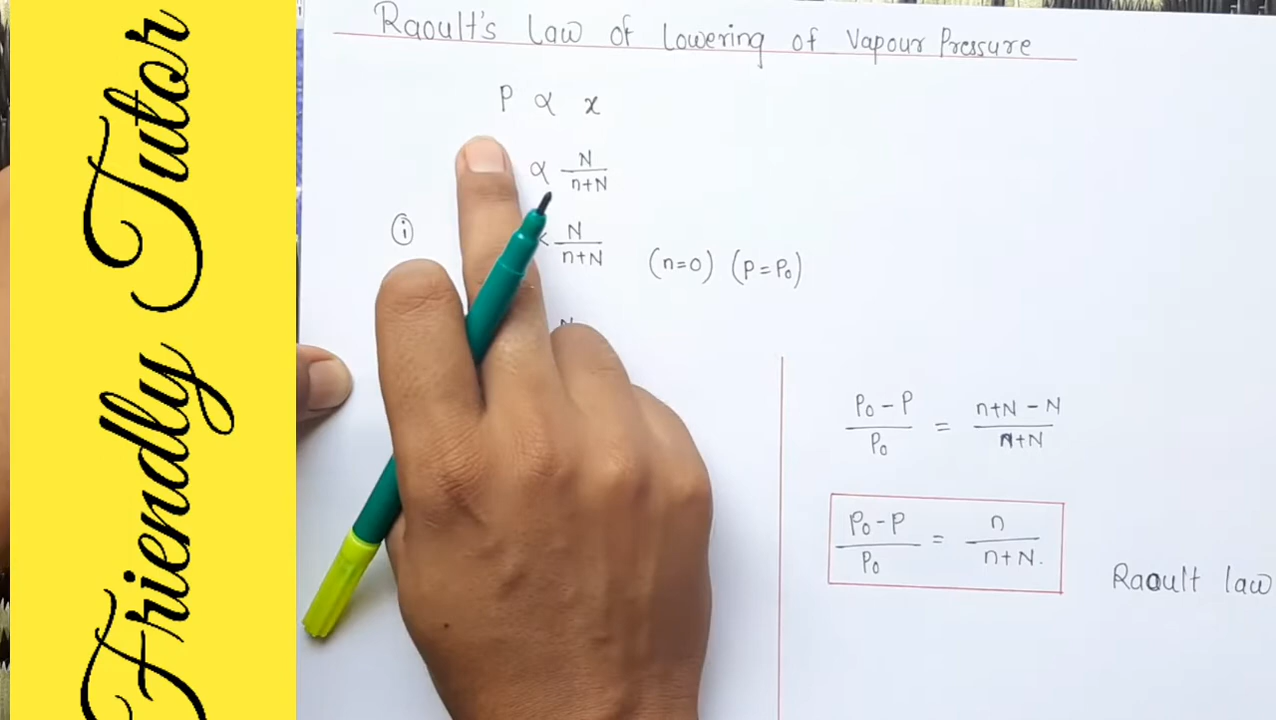 Friendly Tutor
Raoult's Law of Lowering of Vapour Pressure
P ∝ x
∝ N/n+N
(i)
N/n+N (n=0) (P=P₀)
P₀-P/P₀ = n+N-N/n+N
P₀-P/P₀ = n/n+N.
Raoult law